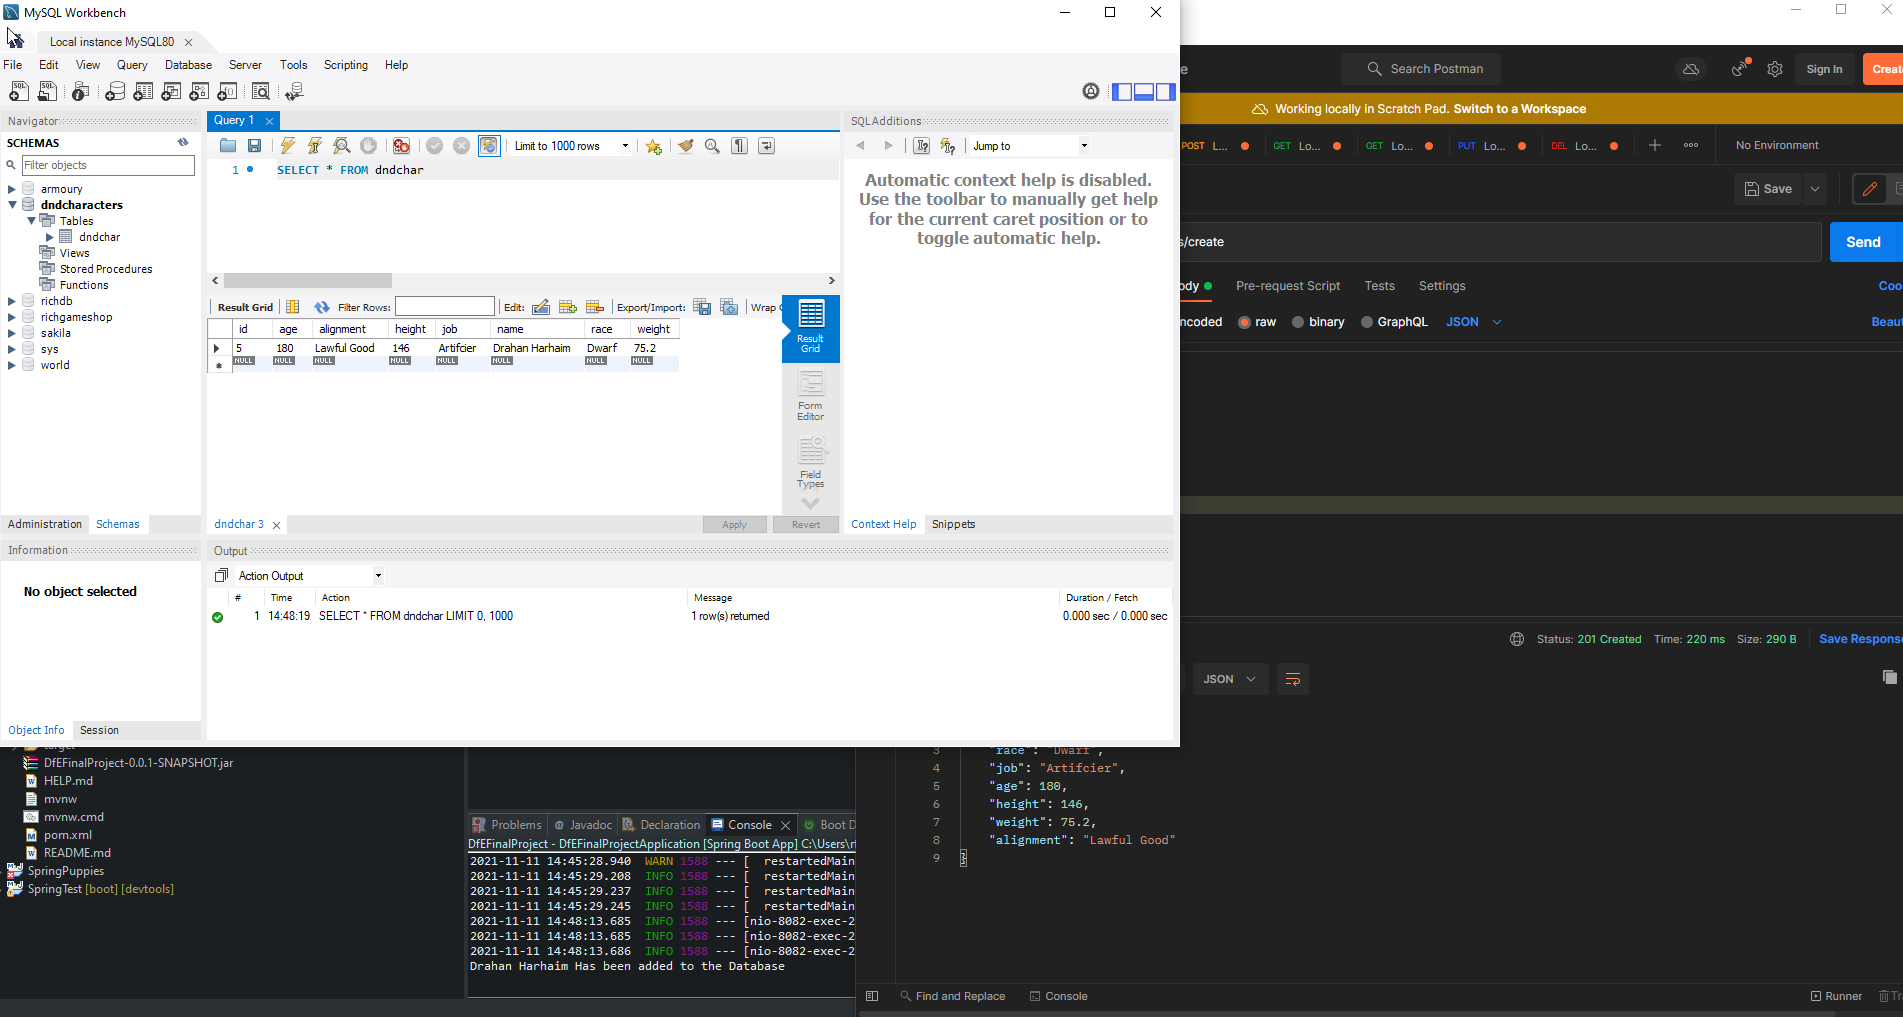 MySQL Workbench
Local instance MySQL80
File Edit View Query Database Server Tools Scripting Help
Navigator
SCHEMAS
Filter objects
armoury
dndcharacters
Tables
dndchar
Views
Stored Procedures
Functions
richdb
richgameshop
sakila
sys
world
Administration Schemas
Information
No object selected
Object Info Session
Query 1
Limit to 1000 rows
1 SELECT * FROM dndchar
Result Grid Filter Rows: Edit: Export/Import: Wrap C
id age alignment height job name race weight
5 180 Lawful Good 146 Artifcier Drahan Harhaim Dwarf 75.2
NULL NULL NULL NULL NULL NULL NULL NULL
Result Grid
Form Editor
Field Types
dndchar 3 Apply Revert
SQLAdditions
Jump to
Automatic context help is disabled.
Use the toolbar to manually get help
for the current caret position or to
toggle automatic help.
Context Help Snippets
Output
Action Output
# Time Action Message Duration / Fetch
1 14:48:19 SELECT * FROM dndchar LIMIT 0, 1000 1 row(s) returned 0.000 sec / 0.000 sec
Search Postman
Sign In
Create
Working locally in Scratch Pad. Switch to a Workspace
POST L... GET Lo... GET Lo... PUT Lo... DEL Lo... No Environment
Save
s/create
Send
ody Pre-request Script Tests Settings Coo
ncoded raw binary GraphQL JSON Beaut
Status: 201 Created Time: 220 ms Size: 290 B Save Response
JSON
3 "race": "Dwarf",
4 "job": "Artifcier",
5 "age": 180,
6 "height": 146,
7 "weight": 75.2,
8 "alignment": "Lawful Good"
9 }
Find and Replace Console Runner Tr
target
DfEFinalProject-0.0.1-SNAPSHOT.jar
HELP.md
mvnw
mvnw.cmd
pom.xml
README.md
SpringPuppies
SpringTest [boot] [devtools]
Problems Javadoc Declaration Console Boot D
DfEFinalProject - DfEFinalProjectApplication [Spring Boot App] C:\Users\r
2021-11-11 14:45:28.940 WARN 1588 --- [ restartedMain
2021-11-11 14:45:29.208 INFO 1588 --- [ restartedMain
2021-11-11 14:45:29.237 INFO 1588 --- [ restartedMain
2021-11-11 14:45:29.245 INFO 1588 --- [ restartedMain
2021-11-11 14:48:13.685 INFO 1588 --- [nio-8082-exec-2
2021-11-11 14:48:13.685 INFO 1588 --- [nio-8082-exec-2
2021-11-11 14:48:13.686 INFO 1588 --- [nio-8082-exec-2
Drahan Harhaim Has been added to the Database